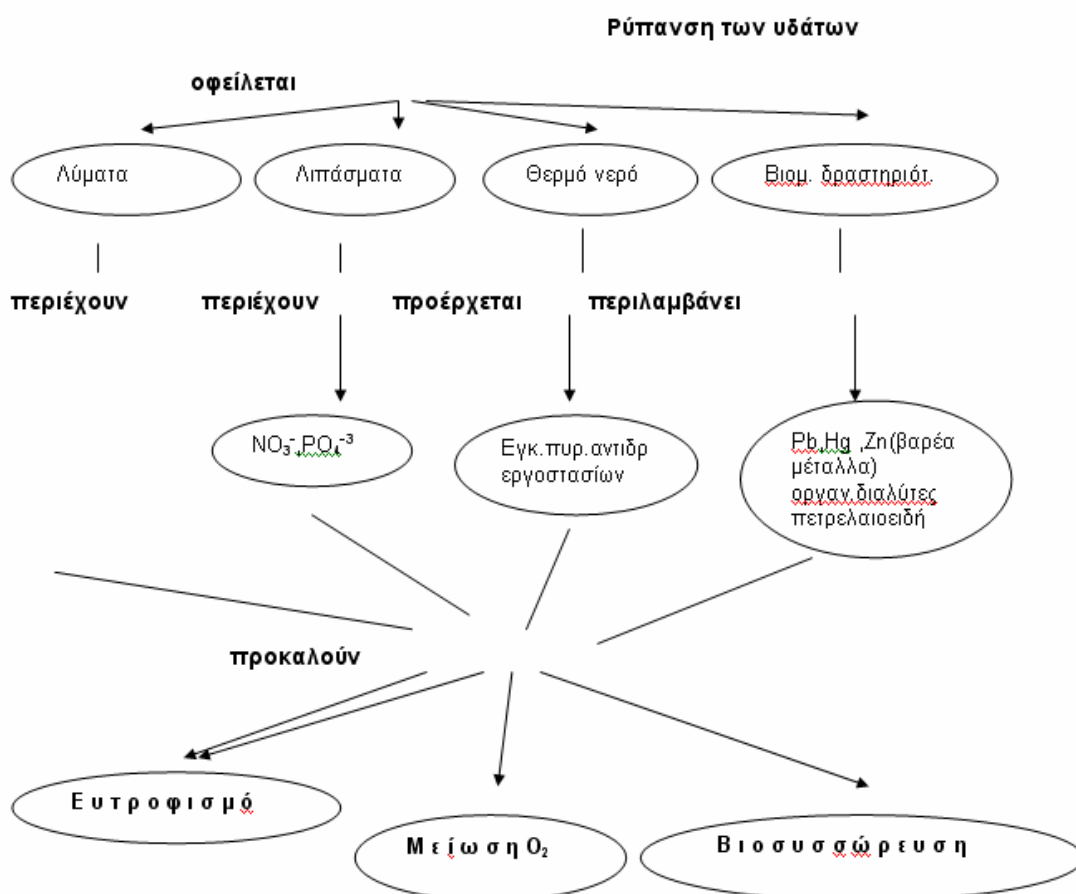 Ρύπανση των υδάτων
οφείλεται
Λύματα
Λιπάσματα
Θερμό νερό
Βιομ. δραστηριότ.
περιέχουν
περιέχουν
προέρχεται
περιλαμβάνει
NO₃⁻,PO₄⁻³
Εγκ.πυρ.αντιδρ
εργοστασίων
Pb,Hg ,Zn(βαρέα
μέταλλα)
οργαν.διαλύτες
πετρελαιοειδή
προκαλούν
Ευτροφισμό
Μείωση O₂
Βιοσυσσώρευση